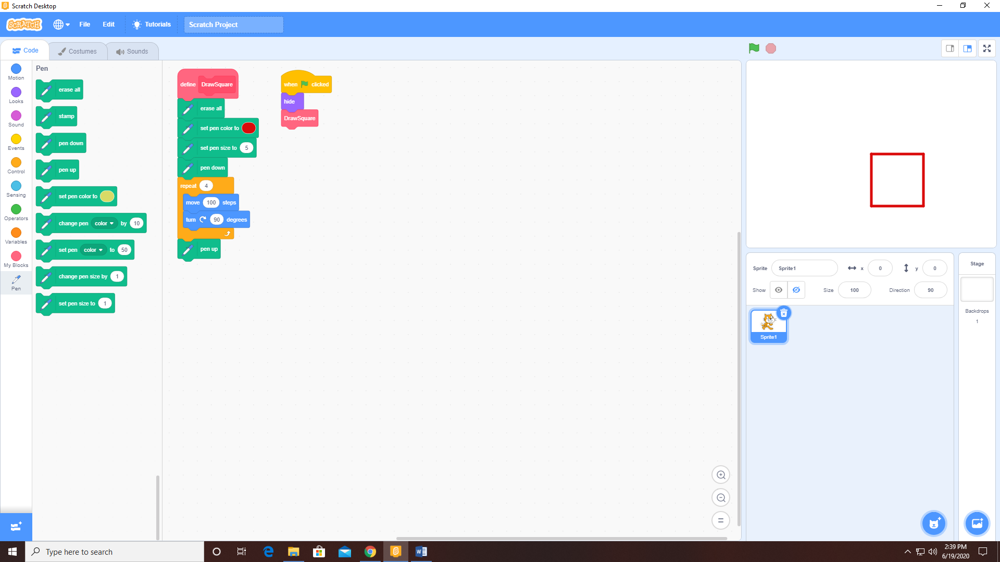 Scratch Desktop
SCRATCH File Edit Tutorials Scratch Project
Code Costumes Sounds
Motion
Looks
Sound
Events
Control
Sensing
Operators
Variables
My Blocks
Pen
Pen
erase all
stamp
pen down
pen up
set pen color to
change pen color by 10
set pen color to 50
change pen size by 1
set pen size to 1
define DrawSquare
erase all
set pen color to
set pen size to 5
pen down
repeat 4
move 100 steps
turn 90 degrees
pen up
when clicked
hide
DrawSquare
Sprite Sprite1 x 0 y 0
Show Size 100 Direction 90
Sprite1
Stage
Backdrops
1
Type here to search
2:39 PM
6/19/2020